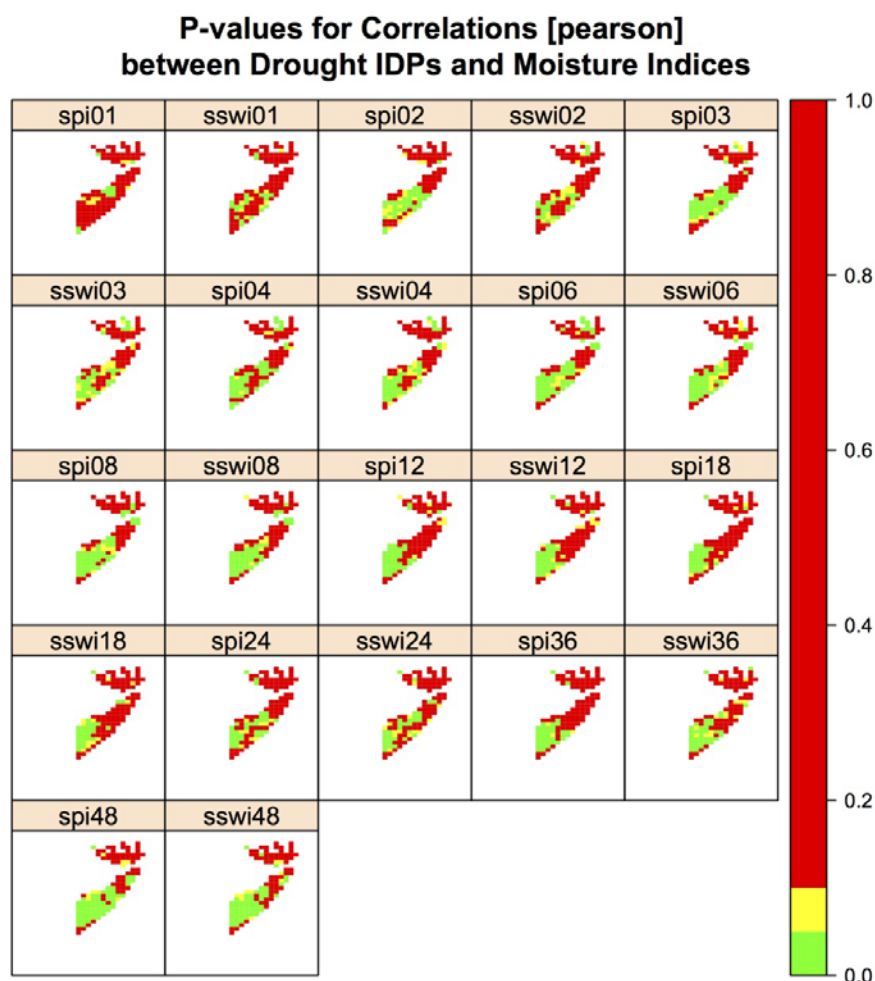 P-values for Correlations [pearson]
between Drought IDPs and Moisture Indices
spi01 sswi01 spi02 sswi02 spi03
sswi03 spi04 sswi04 spi06 sswi06
spi08 sswi08 spi12 sswi12 spi18
sswi18 spi24 sswi24 spi36 sswi36
spi48 sswi48
1.0
0.8
0.6
0.4
0.2
0.0